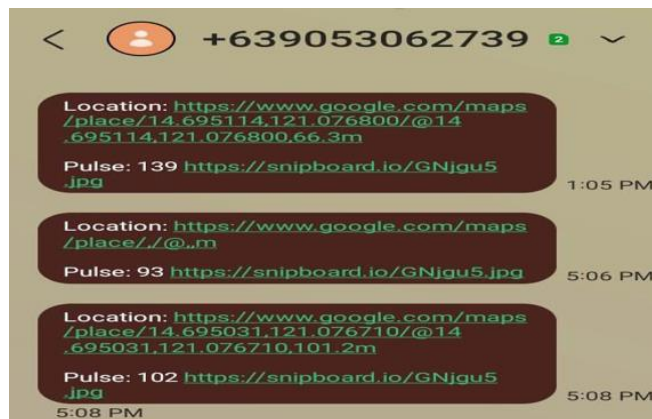 +639053062739 2
Location: https://www.google.com/maps
/place/14.695114,121.076800/@14
.695114,121.076800,66.3m
Pulse: 139 https://snipboard.io/GNjgu5
.jpg
1:05 PM
Location: https://www.google.com/maps
/place/,/@,,m
Pulse: 93 https://snipboard.io/GNjgu5.jpg
5:06 PM
Location: https://www.google.com/maps
/place/14.695031,121.076710/@14
.695031,121.076710,101.2m
Pulse: 102 https://snipboard.io/GNjgu5
.jpg
5:08 PM
5:08 PM